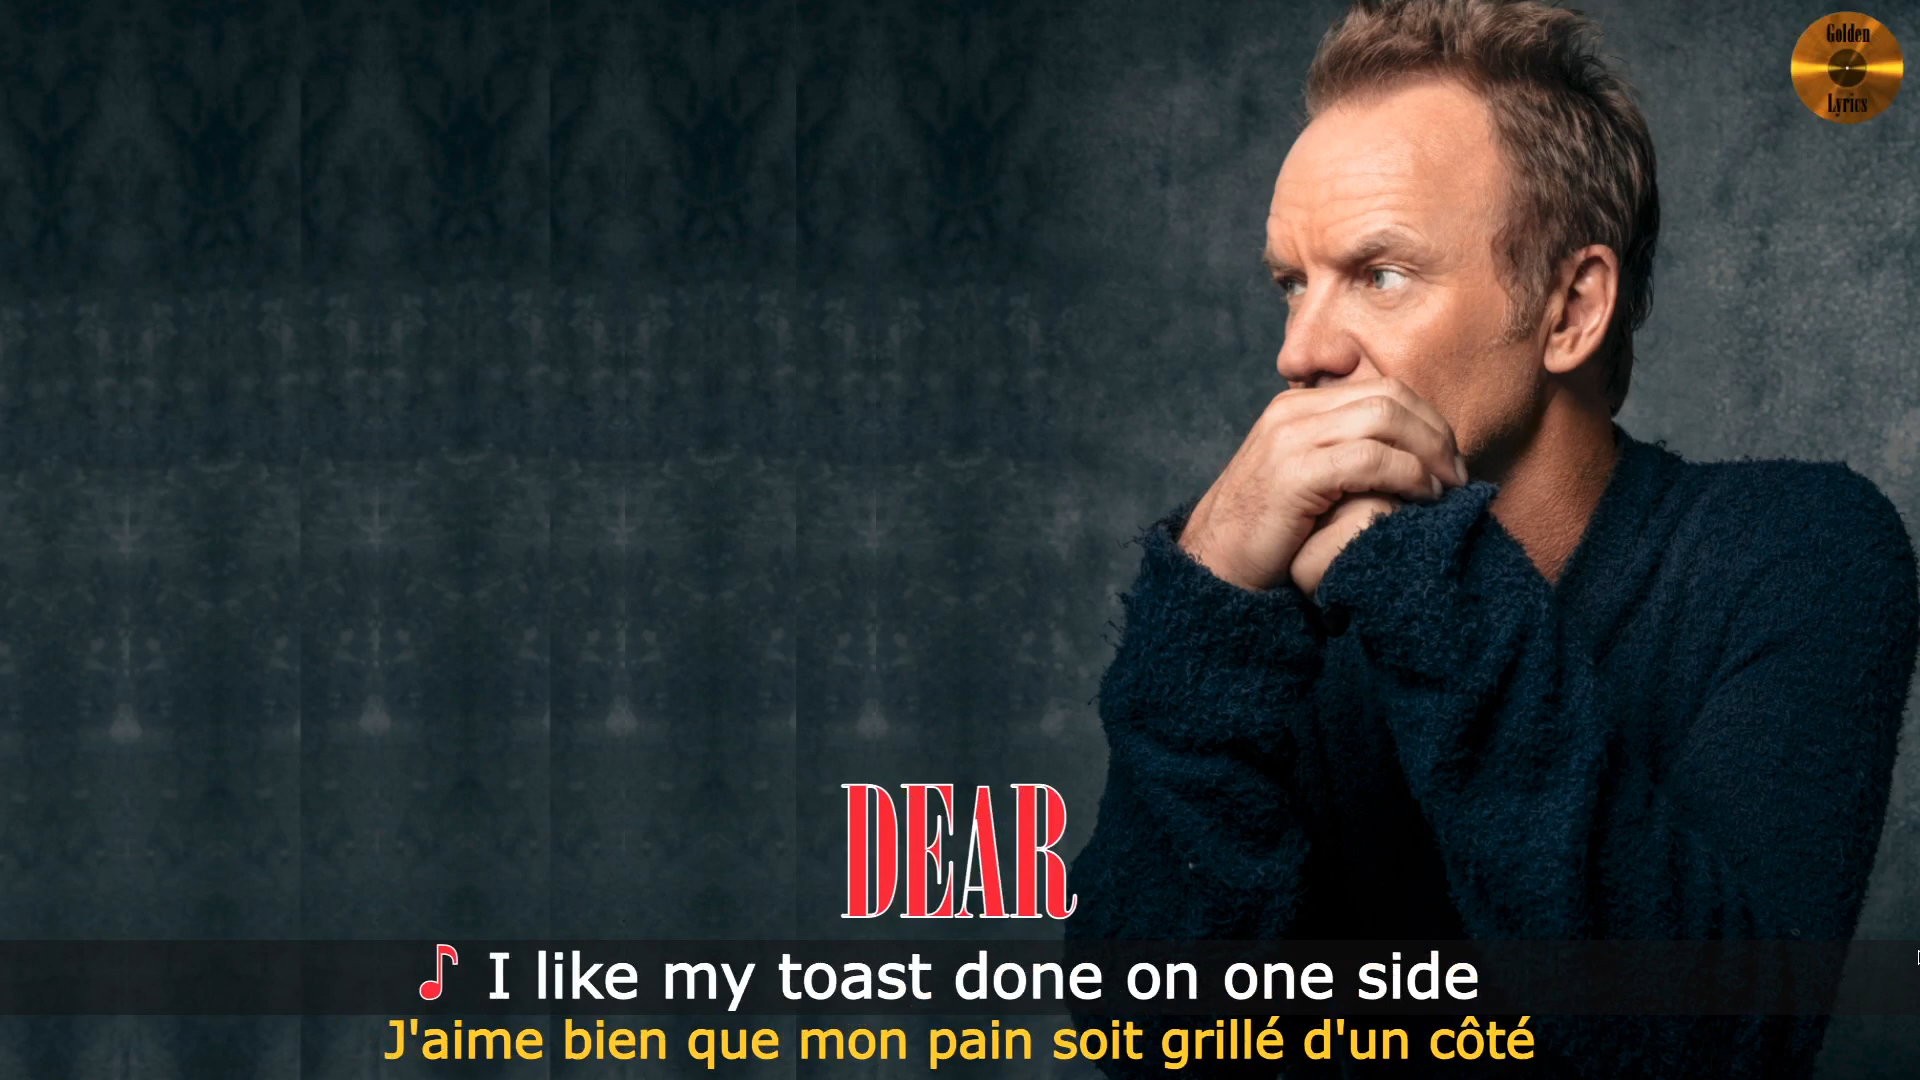 Golden
Lyrics
DEAR
♪ I like my toast done on one side
J'aime bien que mon pain soit grillé d'un côté